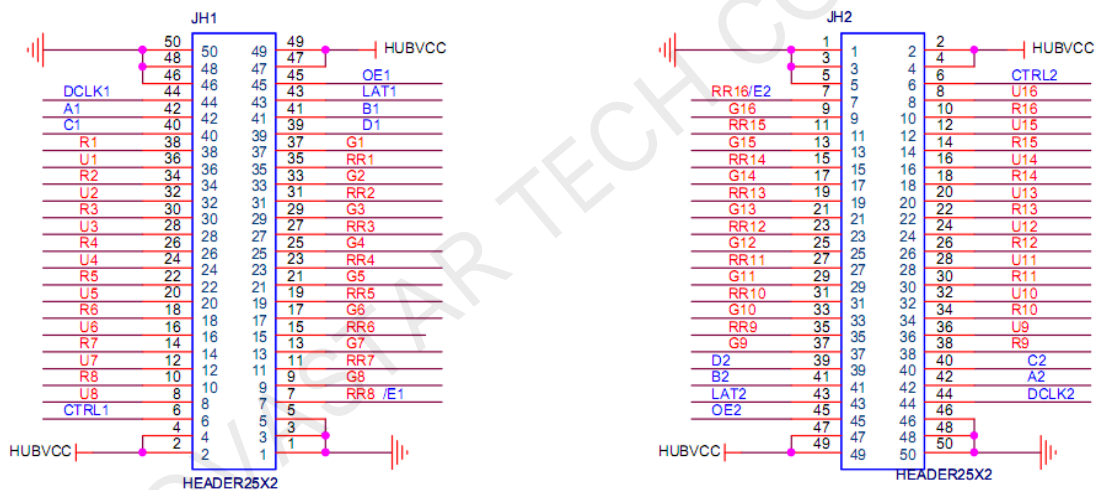 JH1
50 50 49 49 HUBVCC
48 48 47 47
46 46 45 45 OE1
DCLK1 44 44 43 43 LAT1
A1 42 42 41 41 B1
C1 40 40 39 39 D1
R1 38 38 37 37 G1
U1 36 36 35 35 RR1
R2 34 34 33 33 G2
U2 32 32 31 31 RR2
R3 30 30 29 29 G3
U3 28 28 27 27 RR3
R4 26 26 25 25 G4
U4 24 24 23 23 RR4
R5 22 22 21 21 G5
U5 20 20 19 19 RR5
R6 18 18 17 17 G6
U6 16 16 15 15 RR6
R7 14 14 13 13 G7
U7 12 12 11 11 RR7
R8 10 10 9 9 G8
U8 8 8 7 7 RR8 /E1
CTRL1 6 6 5 5
4 4 3 3
HUBVCC 2 2 1 1
HEADER25X2
JH2
1 1 2 2 HUBVCC
3 3 4 4
5 5 6 6 CTRL2
RR16/E2 7 7 8 8 U16
G16 9 9 10 10 R16
RR15 11 11 12 12 U15
G15 13 13 14 14 R15
RR14 15 15 16 16 U14
G14 17 17 18 18 R14
RR13 19 19 20 20 U13
G13 21 21 22 22 R13
RR12 23 23 24 24 U12
G12 25 25 26 26 R12
RR11 27 27 28 28 U11
G11 29 29 30 30 R11
RR10 31 31 32 32 U10
G10 33 33 34 34 R10
RR9 35 35 36 36 U9
G9 37 37 38 38 R9
D2 39 39 40 40 C2
B2 41 41 42 42 A2
LAT2 43 43 44 44 DCLK2
OE2 45 45 46 46
47 47 48 48
HUBVCC 49 49 50 50
HEADER25X2
OVASTAR TECH CO